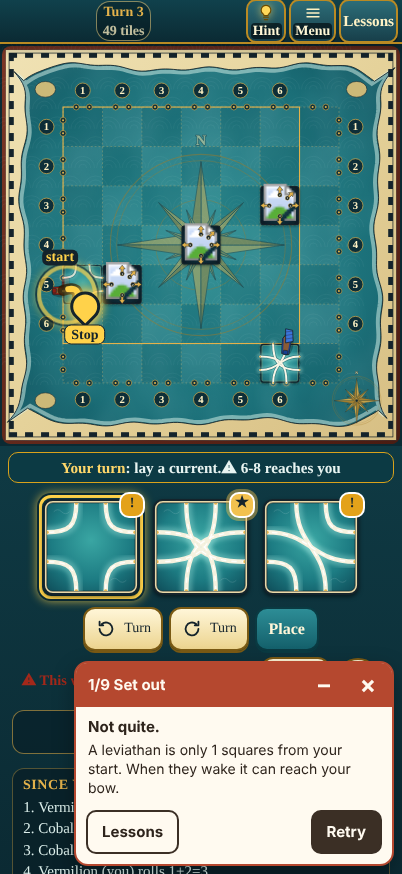 Turn 3
49 tiles
Hint
Menu
Lessons
1 2 3 4 5 6
1 1
2 2
N
3 3
4 4
start
5 5
6 6
Stop
1 2 3 4 5 6
Your turn: lay a current. 6-8 reaches you
! ★ !
Turn
Turn
Place
This
1/9 Set out
Not quite.
A leviathan is only 1 squares from your
start. When they wake it can reach your
bow.
Lessons
Retry
SINCE
1. Vermi
2. Cobal
3. Cobal
4. Vermilion (you) rolls 1+2=3